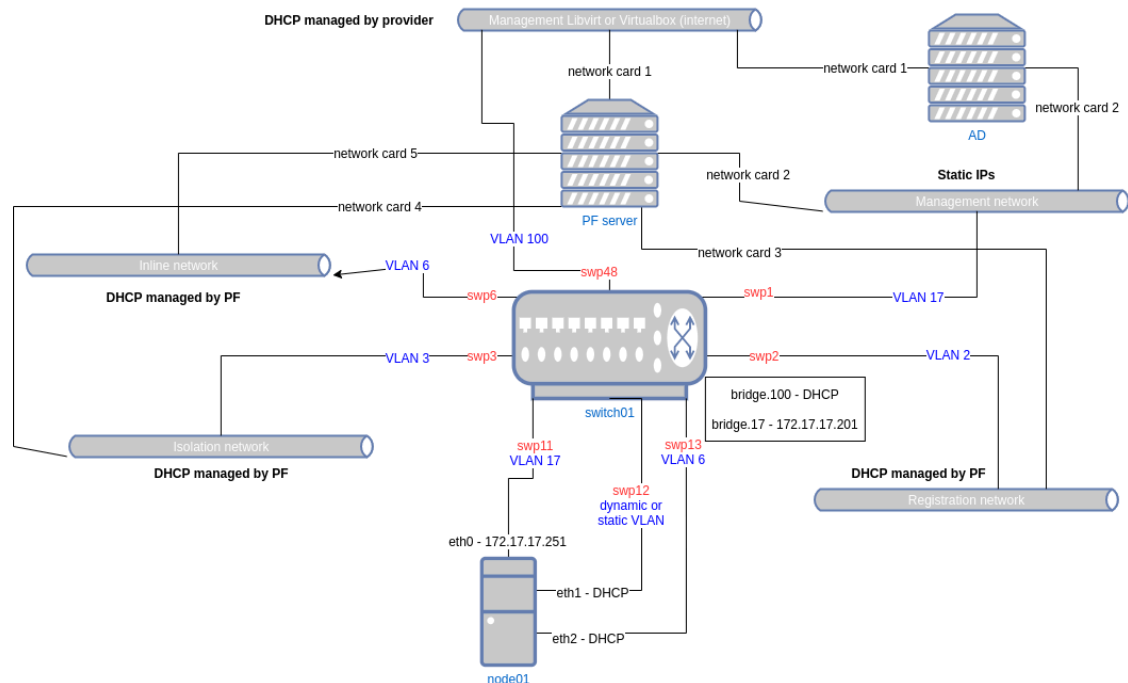 DHCP managed by provider
Management Libvirt or Virtualbox (internet)
network card 1
network card 1
network card 2
AD
network card 5
network card 2
Static IPs
Management network
network card 4
PF server
VLAN 100
network card 3
Inline network
VLAN 6
swp48
DHCP managed by PF
swp6
swp1
VLAN 17
VLAN 3
swp3
swp2
VLAN 2
switch01
bridge.100 - DHCP
bridge.17 - 172.17.17.201
Isolation network
DHCP managed by PF
swp11
VLAN 17
swp13
VLAN 6
swp12
dynamic or
static VLAN
DHCP managed by PF
Registration network
eth0 - 172.17.17.251
eth1 - DHCP
eth2 - DHCP
node01